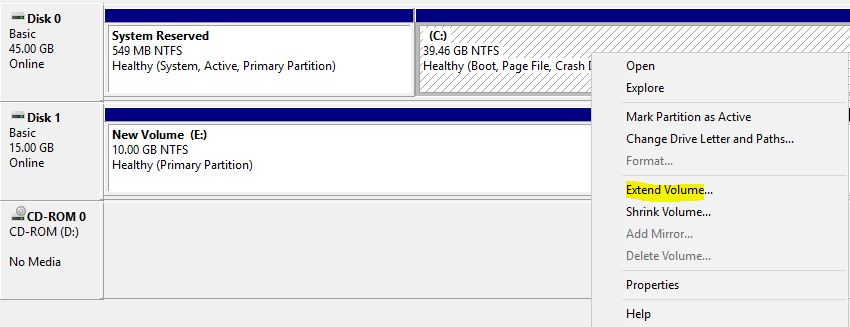 Disk 0
Basic
45.00 GB
Online
System Reserved
549 MB NTFS
Healthy (System, Active, Primary Partition)
(C:)
39.46 GB NTFS
Healthy (Boot, Page File, Crash
Disk 1
Basic
15.00 GB
Online
New Volume (E:)
10.00 GB NTFS
Healthy (Primary Partition)
CD-ROM 0
CD-ROM (D:)
No Media
Open
Explore
Mark Partition as Active
Change Drive Letter and Paths...
Format...
Extend Volume...
Shrink Volume...
Add Mirror...
Delete Volume...
Properties
Help